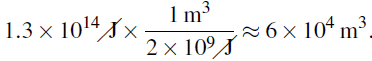 1.3 × 10¹⁴ J × 1 m³ / 2 × 10⁹ J ≈ 6 × 10⁴ m³.